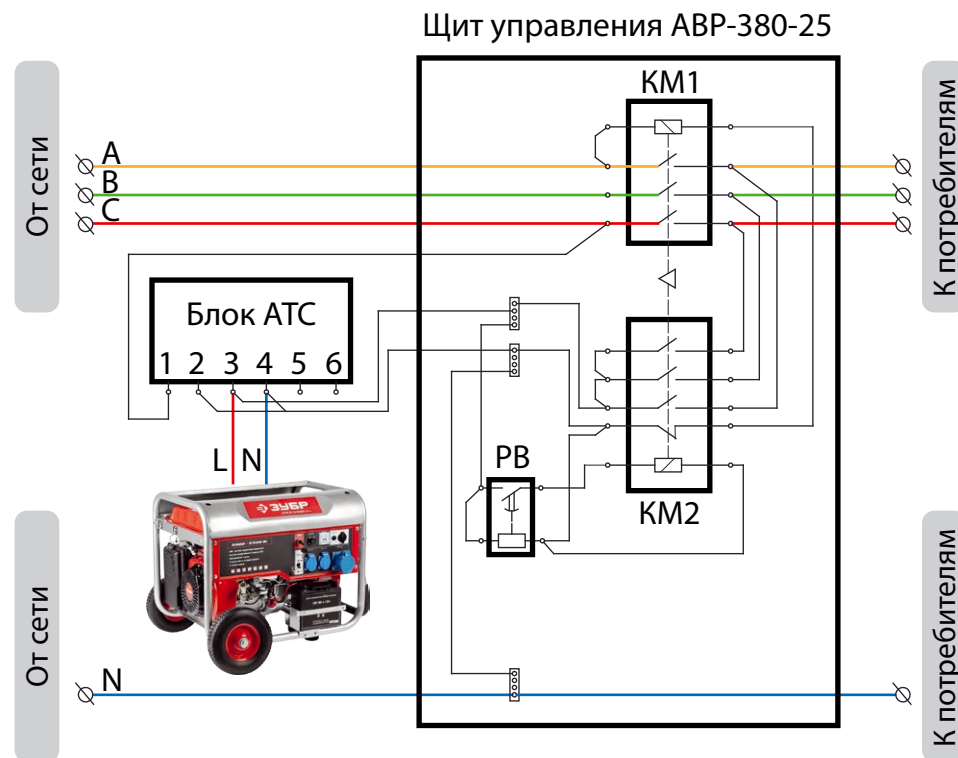 Щит управления АВР-380-25
КМ1
От сети
К потребителям
A
B
C
Блок АТС
1 2 3 4 5 6
L N
РВ
КМ2
ЗУБР
От сети
К потребителям
N